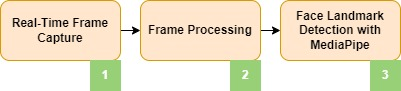 Real-Time Frame
Capture
1
Frame Processing
2
Face Landmark
Detection with
MediaPipe
3